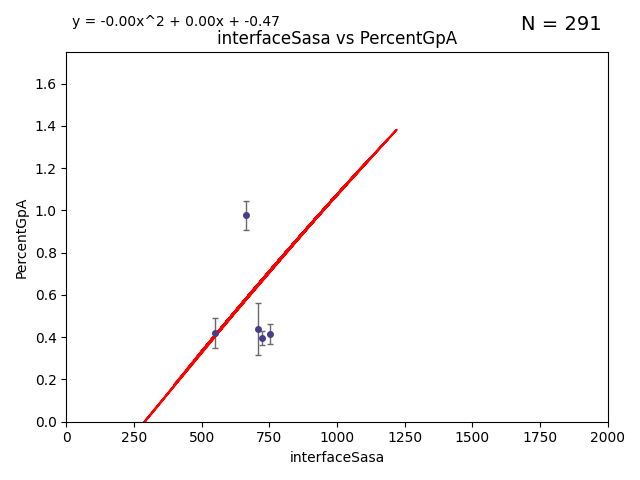 y = -0.00x^2 + 0.00x + -0.47
N = 291
interfaceSasa vs PercentGpA
1.6
1.4
1.2
1.0
0.8
0.6
0.4
0.2
0.0
PercentGpA
0 250 500 750 1000 1250 1500 1750 2000
interfaceSasa